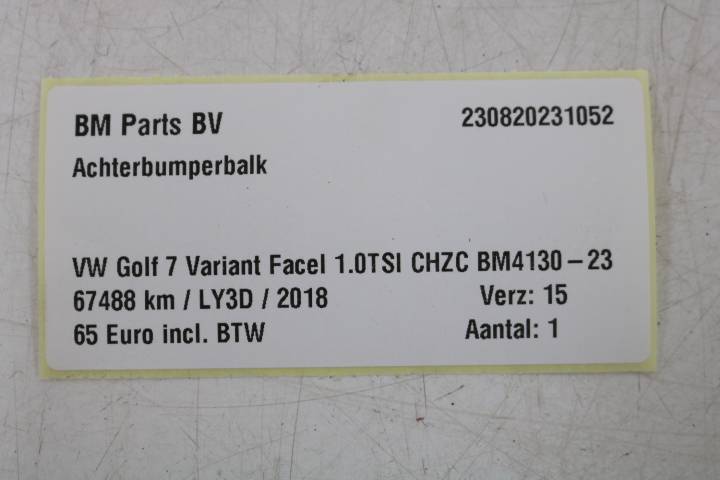 BM Parts BV 230820231052
Achterbumperbalk
VW Golf 7 Variant Facel 1.0TSI CHZC BM4130-23
67488 km / LY3D / 2018 Verz: 15
65 Euro incl. BTW Aantal: 1